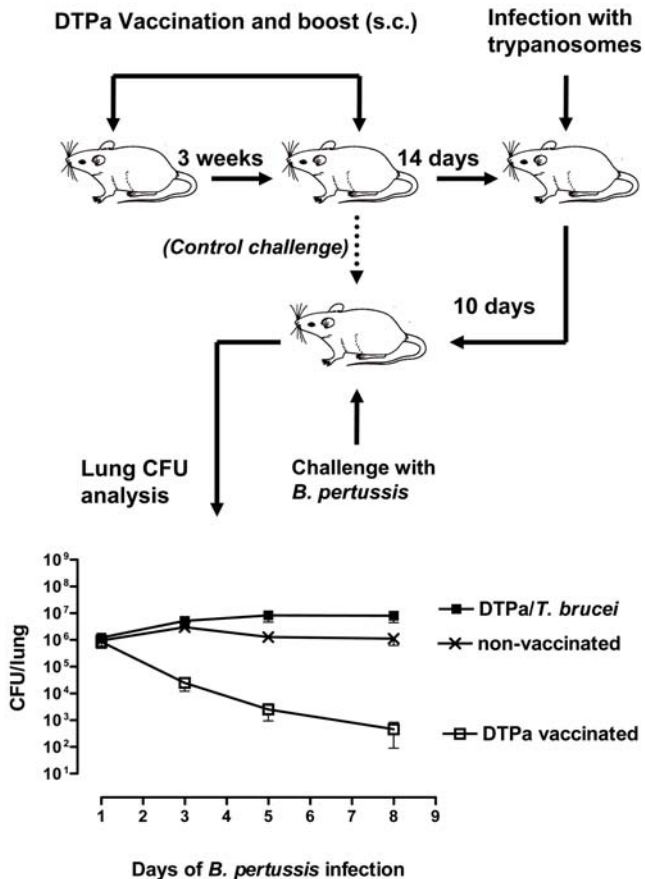 DTPa Vaccination and boost (s.c.)
Infection with
trypanosomes
3 weeks
14 days
(Control challenge)
10 days
Lung CFU
analysis
Challenge with
B. pertussis
CFU/lung
10⁹
10⁸
10⁷
10⁶
10⁵
10⁴
10³
10²
10¹
DTPa/T. brucei
non-vaccinated
DTPa vaccinated
1 2 3 4 5 6 7 8 9
Days of B. pertussis infection